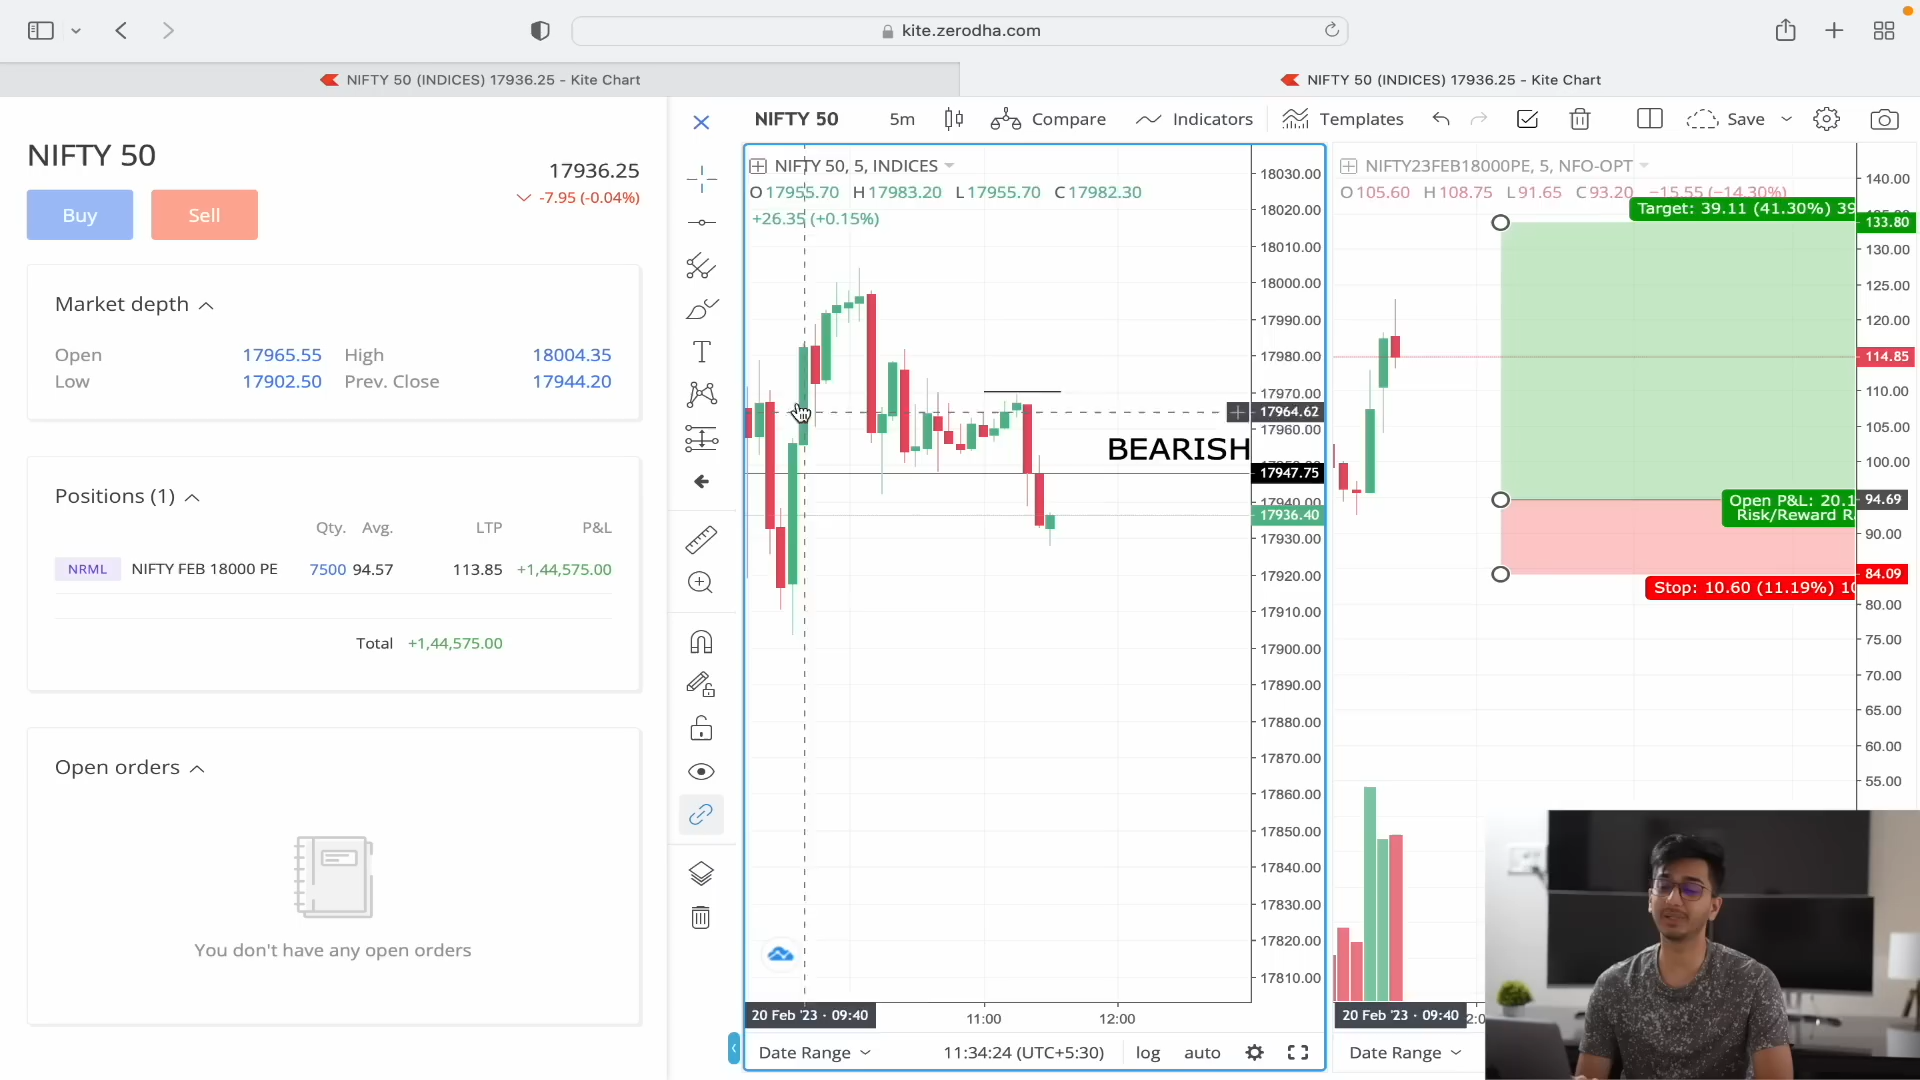 kite.zerodha.com
NIFTY 50 (INDICES) 17936.25 - Kite Chart
NIFTY 50 (INDICES) 17936.25 - Kite Chart
NIFTY 50
17936.25
-7.95 (-0.04%)
Buy
Sell
Market depth
Open 17965.55 High 18004.35
Low 17902.50 Prev. Close 17944.20
Positions (1)
Qty. Avg. LTP P&L
NRML NIFTY FEB 18000 PE 7500 94.57 113.85 +1,44,575.00
Total +1,44,575.00
Open orders
You don't have any open orders
NIFTY 50 5m Compare Indicators Templates Save
NIFTY 50, 5, INDICES
O 17955.70 H 17983.20 L 17955.70 C 17982.30
+26.35 (+0.15%)
BEARISH
18030.00
18020.00
18010.00
18000.00
17990.00
17980.00
17970.00
17964.62
17960.00
17947.75
17940.00
17936.40
17930.00
17920.00
17910.00
17900.00
17890.00
17880.00
17870.00
17860.00
17850.00
17840.00
17830.00
17820.00
17810.00
20 Feb '23 · 09:40 11:00 12:00
Date Range 11:34:24 (UTC+5:30) log auto
NIFTY23FEB18000PE, 5, NFO-OPT
O 105.60 H 108.75 L 91.65 C 93.20 −15.55 (−14.30%)
Target: 39.11 (41.30%) 39
Open P&L: 20.1
Risk/Reward R
Stop: 10.60 (11.19%) 10
140.00
133.80
130.00
125.00
120.00
114.85
110.00
105.00
100.00
94.69
90.00
84.09
80.00
75.00
70.00
65.00
60.00
55.00
20 Feb '23 · 09:40
Date Range